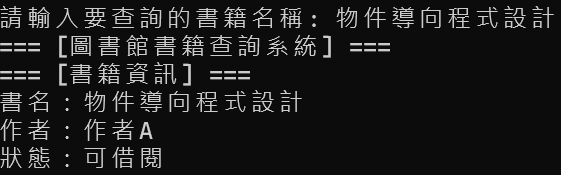 請輸入要查詢的書籍名稱: 物件導向程式設計
=== [圖書館書籍查詢系統] ===
=== [書籍資訊] ===
書名：物件導向程式設計
作者：作者A
狀態：可借閱